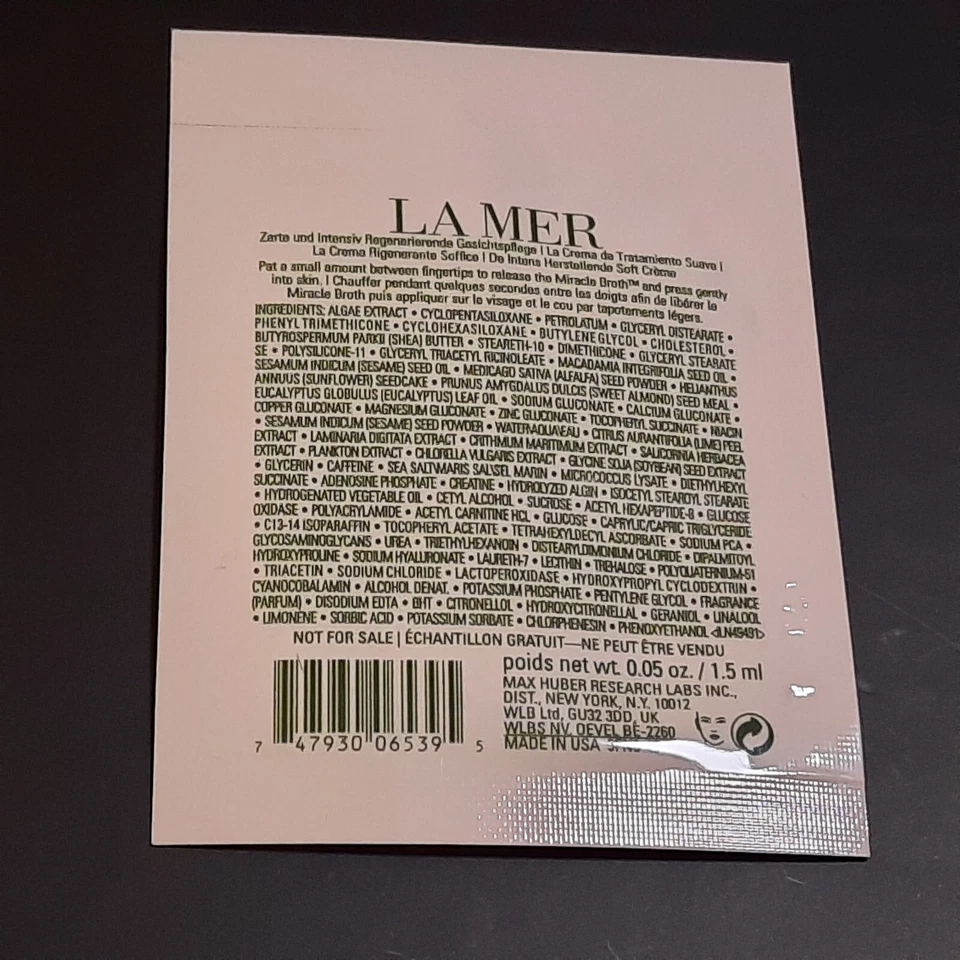 LA MER
Zarte und Intensiv Regenerierende Gesichtspflege | La Crema de Tratamiento Suave |
La Crema Rigenerante Soffice | De Intens Herstellende Soft Crème
Pat a small amount between fingertips to release the Miracle Broth™ and press gently
into skin. | Chauffer pendant quelques secondes entre les doigts afin de libérer le
Miracle Broth puis appliquer sur le visage et le cou par tapotements légers.
INGREDIENTS: ALGAE EXTRACT • CYCLOPENTASILOXANE • PETROLATUM • GLYCERYL DISTEARATE •
PHENYL TRIMETHICONE • CYCLOHEXASILOXANE • BUTYLENE GLYCOL • CHOLESTEROL •
BUTYROSPERMUM PARKII (SHEA) BUTTER • STEARETH-10 • DIMETHICONE • GLYCERYL STEARATE
SE • POLYSILICONE-11 • GLYCERYL TRIACETYL RICINOLEATE • MACADAMIA INTEGRIFOLIA SEED OIL •
SESAMUM INDICUM (SESAME) SEED OIL • MEDICAGO SATIVA (ALFALFA) SEED POWDER • HELIANTHUS
ANNUUS (SUNFLOWER) SEEDCAKE • PRUNUS AMYGDALUS DULCIS (SWEET ALMOND) SEED MEAL •
EUCALYPTUS GLOBULUS (EUCALYPTUS) LEAF OIL • SODIUM GLUCONATE • CALCIUM GLUCONATE •
COPPER GLUCONATE • MAGNESIUM GLUCONATE • ZINC GLUCONATE • TOCOPHERYL SUCCINATE • NIACIN
• SESAMUM INDICUM (SESAME) SEED POWDER • WATER\AQUA\EAU • CITRUS AURANTIFOLIA (LIME) PEEL
EXTRACT • LAMINARIA DIGITATA EXTRACT • CRITHMUM MARITIMUM EXTRACT • SALICORNIA HERBACEA
EXTRACT • PLANKTON EXTRACT • CHLORELLA VULGARIS EXTRACT • GLYCINE SOJA (SOYBEAN) SEED EXTRACT
• GLYCERIN • CAFFEINE • SEA SALT\MARIS SAL\SEL MARIN • MICROCOCCUS LYSATE • DIETHYLHEXYL
SUCCINATE • ADENOSINE PHOSPHATE • CREATINE • HYDROLYZED ALGIN • ISOCETYL STEAROYL STEARATE
• HYDROGENATED VEGETABLE OIL • CETYL ALCOHOL • SUCROSE • ACETYL HEXAPEPTIDE-8 • GLUCOSE
OXIDASE • POLYACRYLAMIDE • ACETYL CARNITINE HCL • GLUCOSE • CAPRYLIC/CAPRIC TRIGLYCERIDE
• C13-14 ISOPARAFFIN • TOCOPHERYL ACETATE • TETRAHEXYLDECYL ASCORBATE • SODIUM PCA •
GLYCOSAMINOGLYCANS • UREA • TRIETHYLHEXANOIN • DISTEARYLDIMONIUM CHLORIDE • DIPALMITOYL
HYDROXYPROLINE • SODIUM HYALURONATE • LAURETH-7 • LECITHIN • TREHALOSE • POLYQUATERNIUM-51
• TRIACETIN • SODIUM CHLORIDE • LACTOPEROXIDASE • HYDROXYPROPYL CYCLODEXTRIN •
CYANOCOBALAMIN • ALCOHOL DENAT. • POTASSIUM PHOSPHATE • PENTYLENE GLYCOL • FRAGRANCE
(PARFUM) • DISODIUM EDTA • BHT • CITRONELLOL • HYDROXYCITRONELLAL • GERANIOL • LINALOOL
• LIMONENE • SORBIC ACID • POTASSIUM SORBATE • CHLORPHENESIN • PHENOXYETHANOL <ILN49491>
NOT FOR SALE | ÉCHANTILLON GRATUIT—NE PEUT ÊTRE VENDU
poids net wt. 0.05 oz. / 1.5 ml
MAX HUBER RESEARCH LABS INC.,
DIST., NEW YORK, N.Y. 10012
WLB Ltd, GU32 3DD, UK
WLBS NV, OEVEL BE-2260
MADE IN USA
7 47930 06539 5